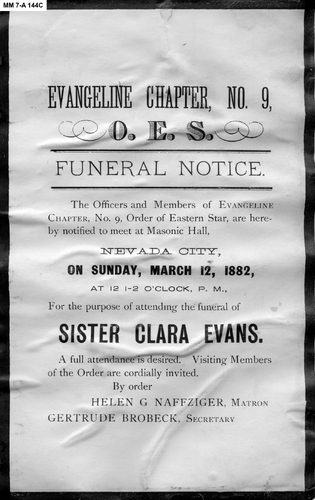 MM 7-A 144C
EVANGELINE CHAPTER, NO. 9,
O. E. S.
FUNERAL NOTICE.
The Officers and Members of EVANGELINE
CHAPTER, No. 9, Order of Eastern Star, are here-
by notified to meet at Masonic Hall,
NEVADA CITY,
ON SUNDAY, MARCH 12, 1882,
AT 12 1-2 O'CLOCK, P. M.,
For the purpose of attending the funeral of
SISTER CLARA EVANS.
A full attendance is desired. Visiting Members
of the Order are cordially invited.
By order
HELEN G NAFFZIGER, MATRON
GERTRUDE BROBECK, SECRETARY